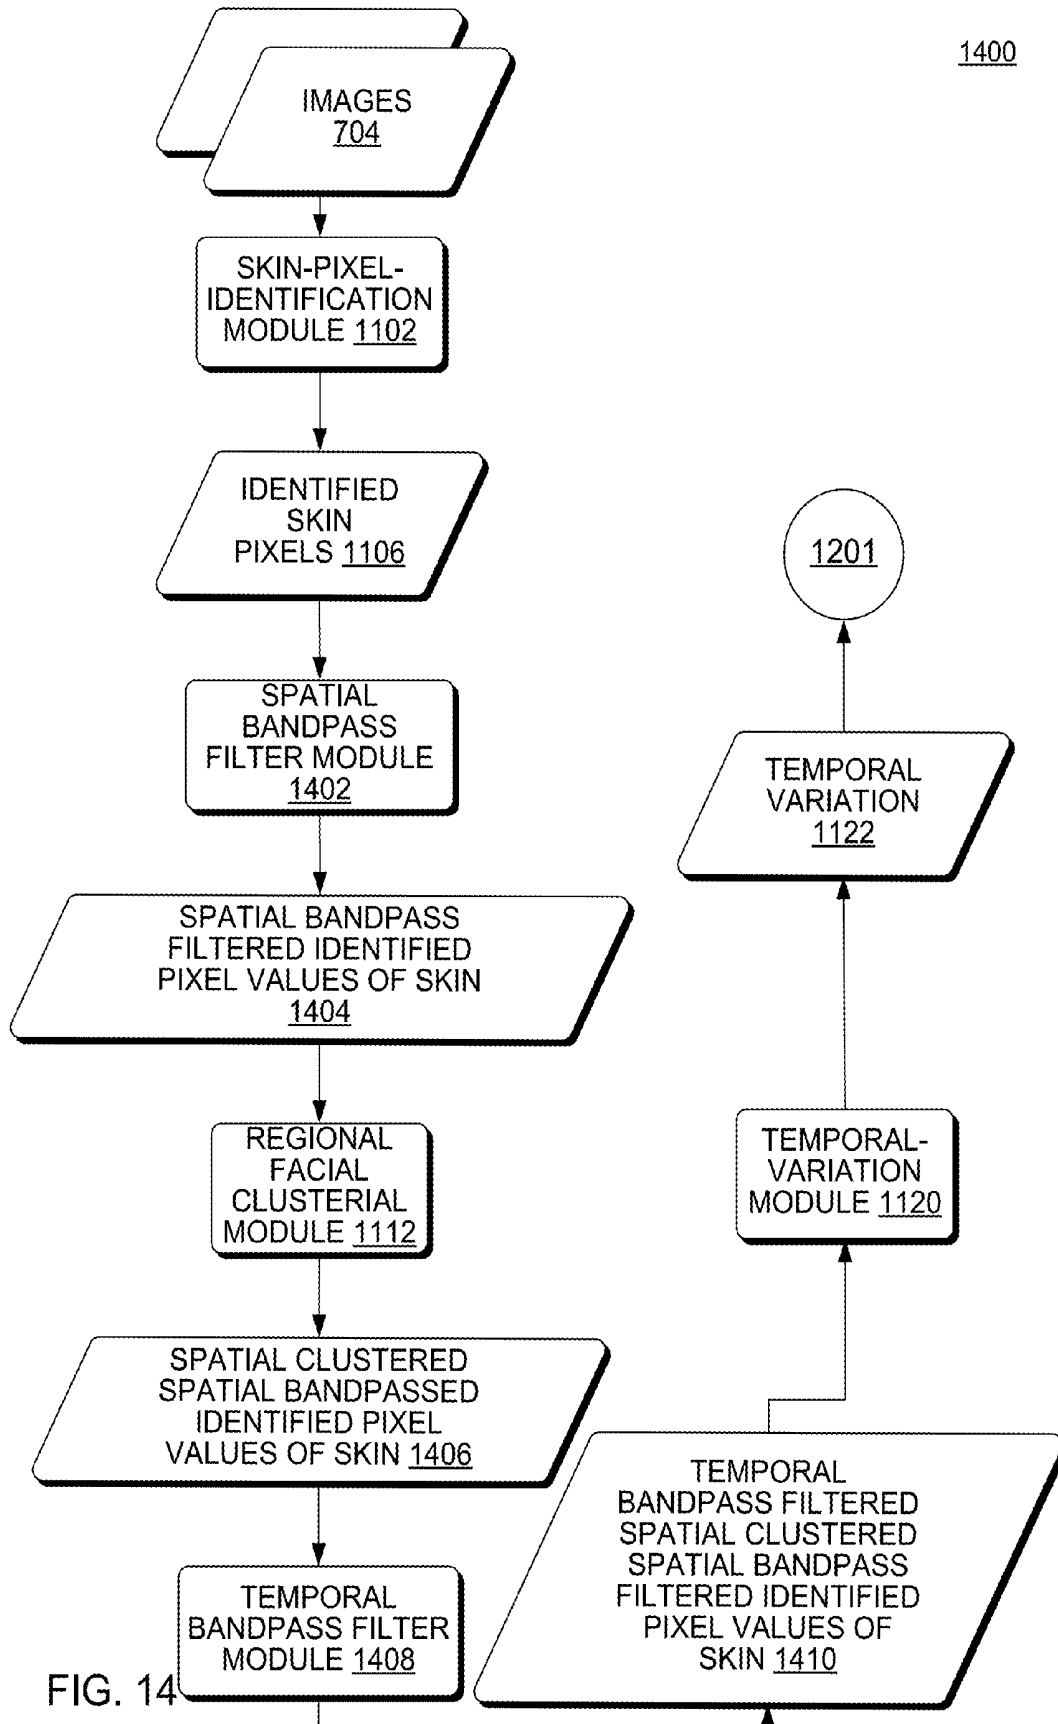 1400
IMAGES
704
SKIN-PIXEL-
IDENTIFICATION
MODULE 1102
IDENTIFIED
SKIN
PIXELS 1106
SPATIAL
BANDPASS
FILTER MODULE
1402
SPATIAL BANDPASS
FILTERED IDENTIFIED
PIXEL VALUES OF SKIN
1404
REGIONAL
FACIAL
CLUSTERIAL
MODULE 1112
SPATIAL CLUSTERED
SPATIAL BANDPASSED
IDENTIFIED PIXEL
VALUES OF SKIN 1406
TEMPORAL
BANDPASS FILTER
MODULE 1408
TEMPORAL
BANDPASS FILTERED
SPATIAL CLUSTERED
SPATIAL BANDPASS
FILTERED IDENTIFIED
PIXEL VALUES OF
SKIN 1410
TEMPORAL-
VARIATION
MODULE 1120
TEMPORAL
VARIATION
1122
1201
FIG. 14